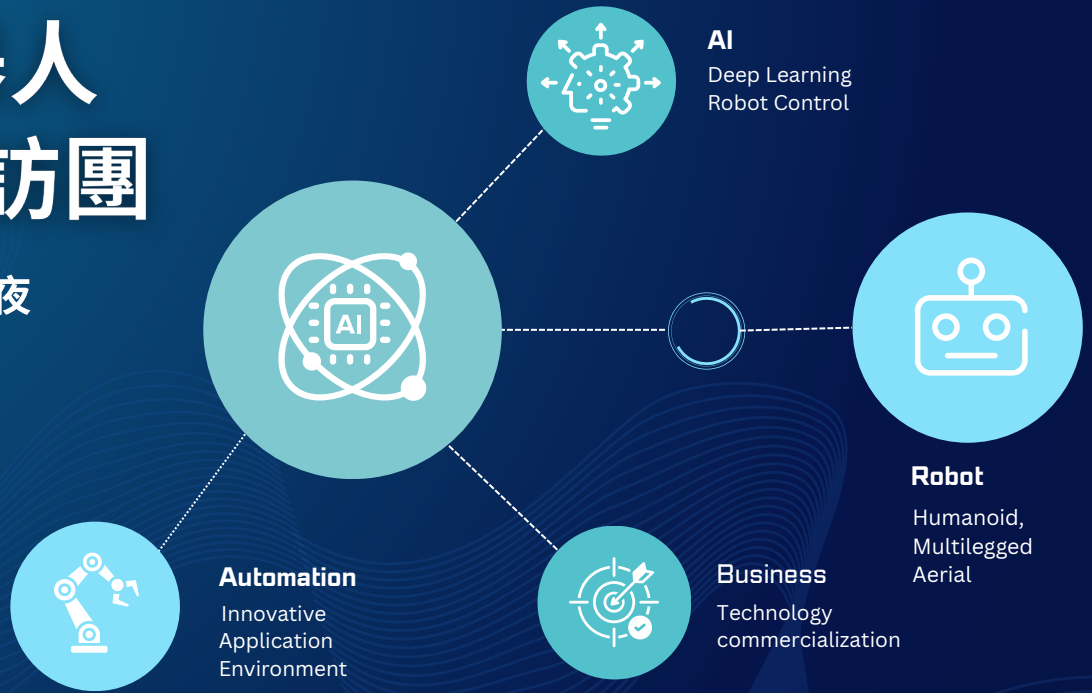 人
訪團
夜
AI
Deep Learning
Robot Control
AI
Robot
Humanoid,
Multilegged
Aerial
Automation
Innovative
Application
Environment
Business
Technology
commercialization